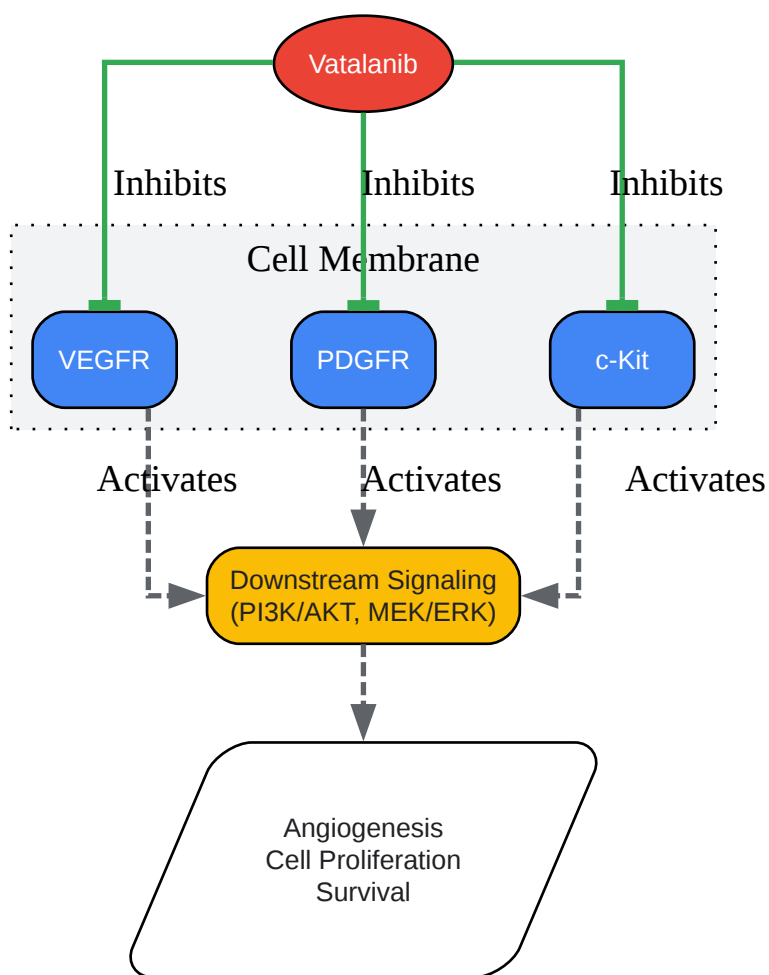 Vatalanib
Inhibits Inhibits Inhibits
Cell Membrane
VEGFR PDGFR c-Kit
Activates Activates Activates
Downstream Signaling
(PI3K/AKT, MEK/ERK)
Angiogenesis
Cell Proliferation
Survival